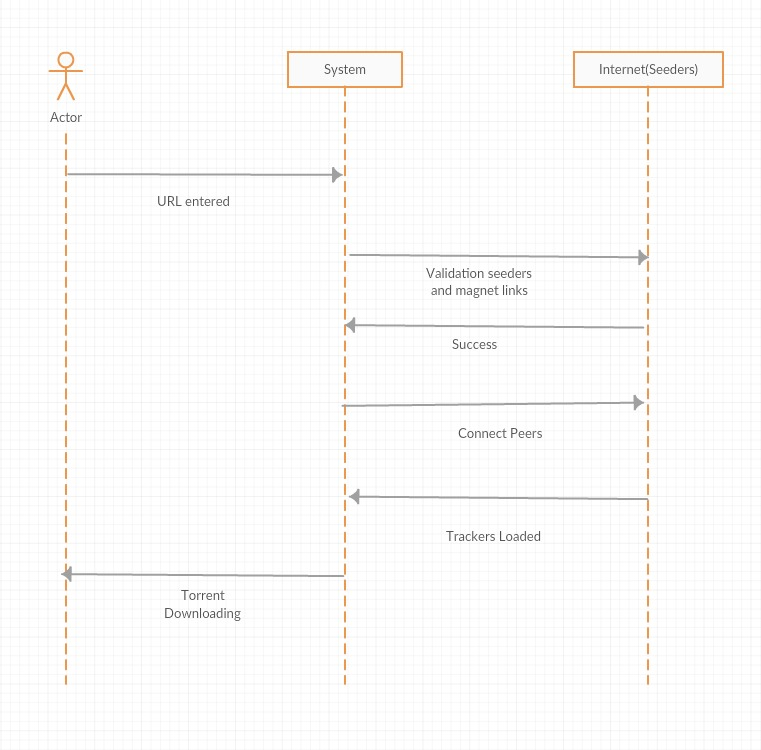 System
Internet(Seeders)
Actor
URL entered
Validation seeders
and magnet links
Success
Connect Peers
Trackers Loaded
Torrent
Downloading